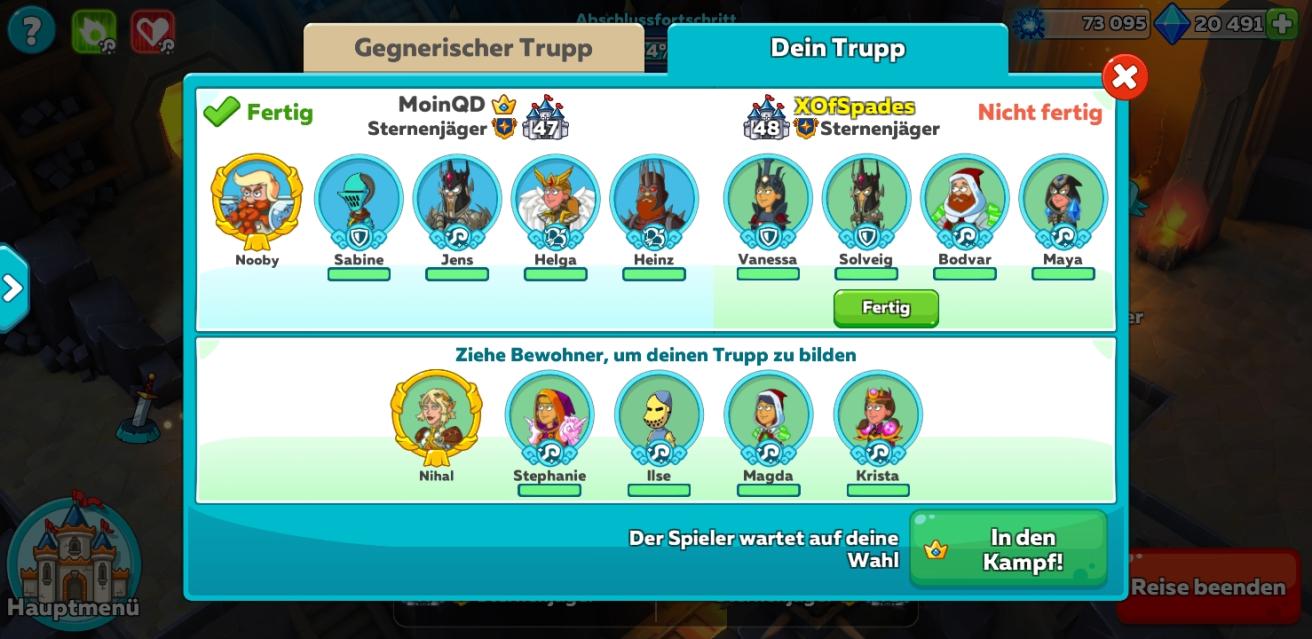 ?
Abschlussfortschritt
73 095
20 491
Gegnerischer Trupp
Dein Trupp
Fertig
MoinQD
Sternenjäger
47
48
XOfSpades
Sternenjäger
Nicht fertig
Nooby
Sabine
Jens
Helga
Heinz
Vanessa
Solveig
Bodvar
Maya
Fertig
Ziehe Bewohner, um deinen Trupp zu bilden
Nihal
Stephanie
Ilse
Magda
Krista
Der Spieler wartet auf deine
Wahl
In den
Kampf!
Hauptmenü
Reise beenden